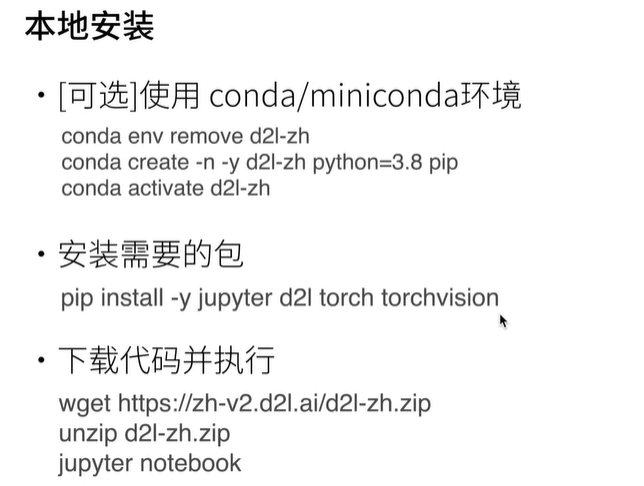 本地安装
• [可选]使用 conda/miniconda环境
conda env remove d2l-zh
conda create -n -y d2l-zh python=3.8 pip
conda activate d2l-zh
• 安装需要的包
pip install -y jupyter d2l torch torchvision
• 下载代码并执行
wget https://zh-v2.d2l.ai/d2l-zh.zip
unzip d2l-zh.zip
jupyter notebook